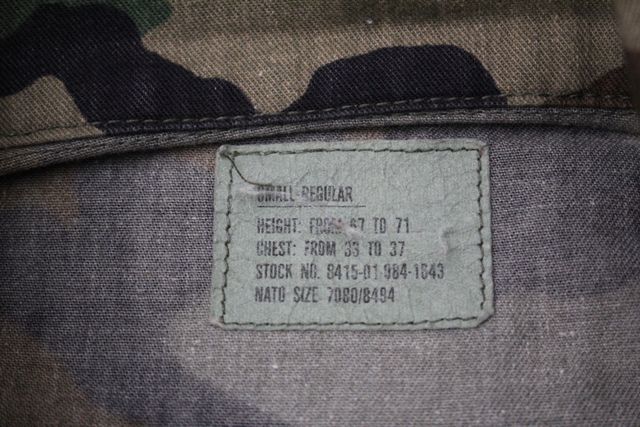 SMALL-REGULAR
HEIGHT: FROM 67 TO 71
CHEST: FROM 33 TO 37
STOCK NO. 8415-01-984-1643
NATO SIZE 7080/8494